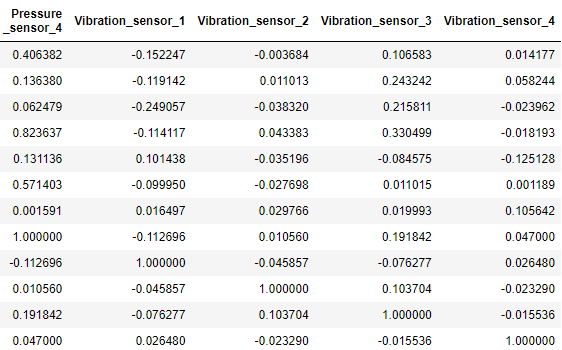 Pressure
_sensor_4 Vibration_sensor_1 Vibration_sensor_2 Vibration_sensor_3 Vibration_sensor_4
0.406382 -0.152247 -0.003684 0.106583 0.014177
0.136380 -0.119142 0.011013 0.243242 0.058244
0.062479 -0.249057 -0.038320 0.215811 -0.023962
0.823637 -0.114117 0.043383 0.330499 -0.018193
0.131136 0.101438 -0.035196 -0.084575 -0.125128
0.571403 -0.099950 -0.027698 0.011015 0.001189
0.001591 0.016497 0.029766 0.019993 0.105642
1.000000 -0.112696 0.010560 0.191842 0.047000
-0.112696 1.000000 -0.045857 -0.076277 0.026480
0.010560 -0.045857 1.000000 0.103704 -0.023290
0.191842 -0.076277 0.103704 1.000000 -0.015536
0.047000 0.026480 -0.023290 -0.015536 1.000000